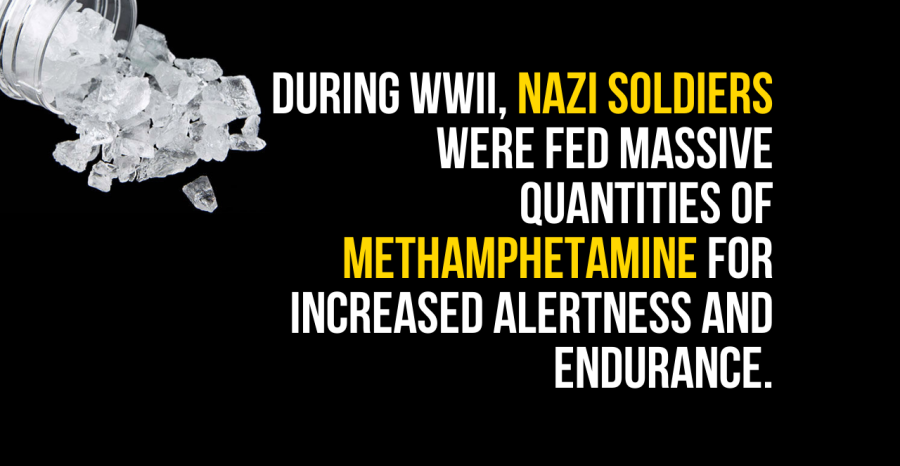 DURING WWII, NAZI SOLDIERS
WERE FED MASSIVE
QUANTITIES OF
METHAMPHETAMINE FOR
INCREASED ALERTNESS AND
ENDURANCE.